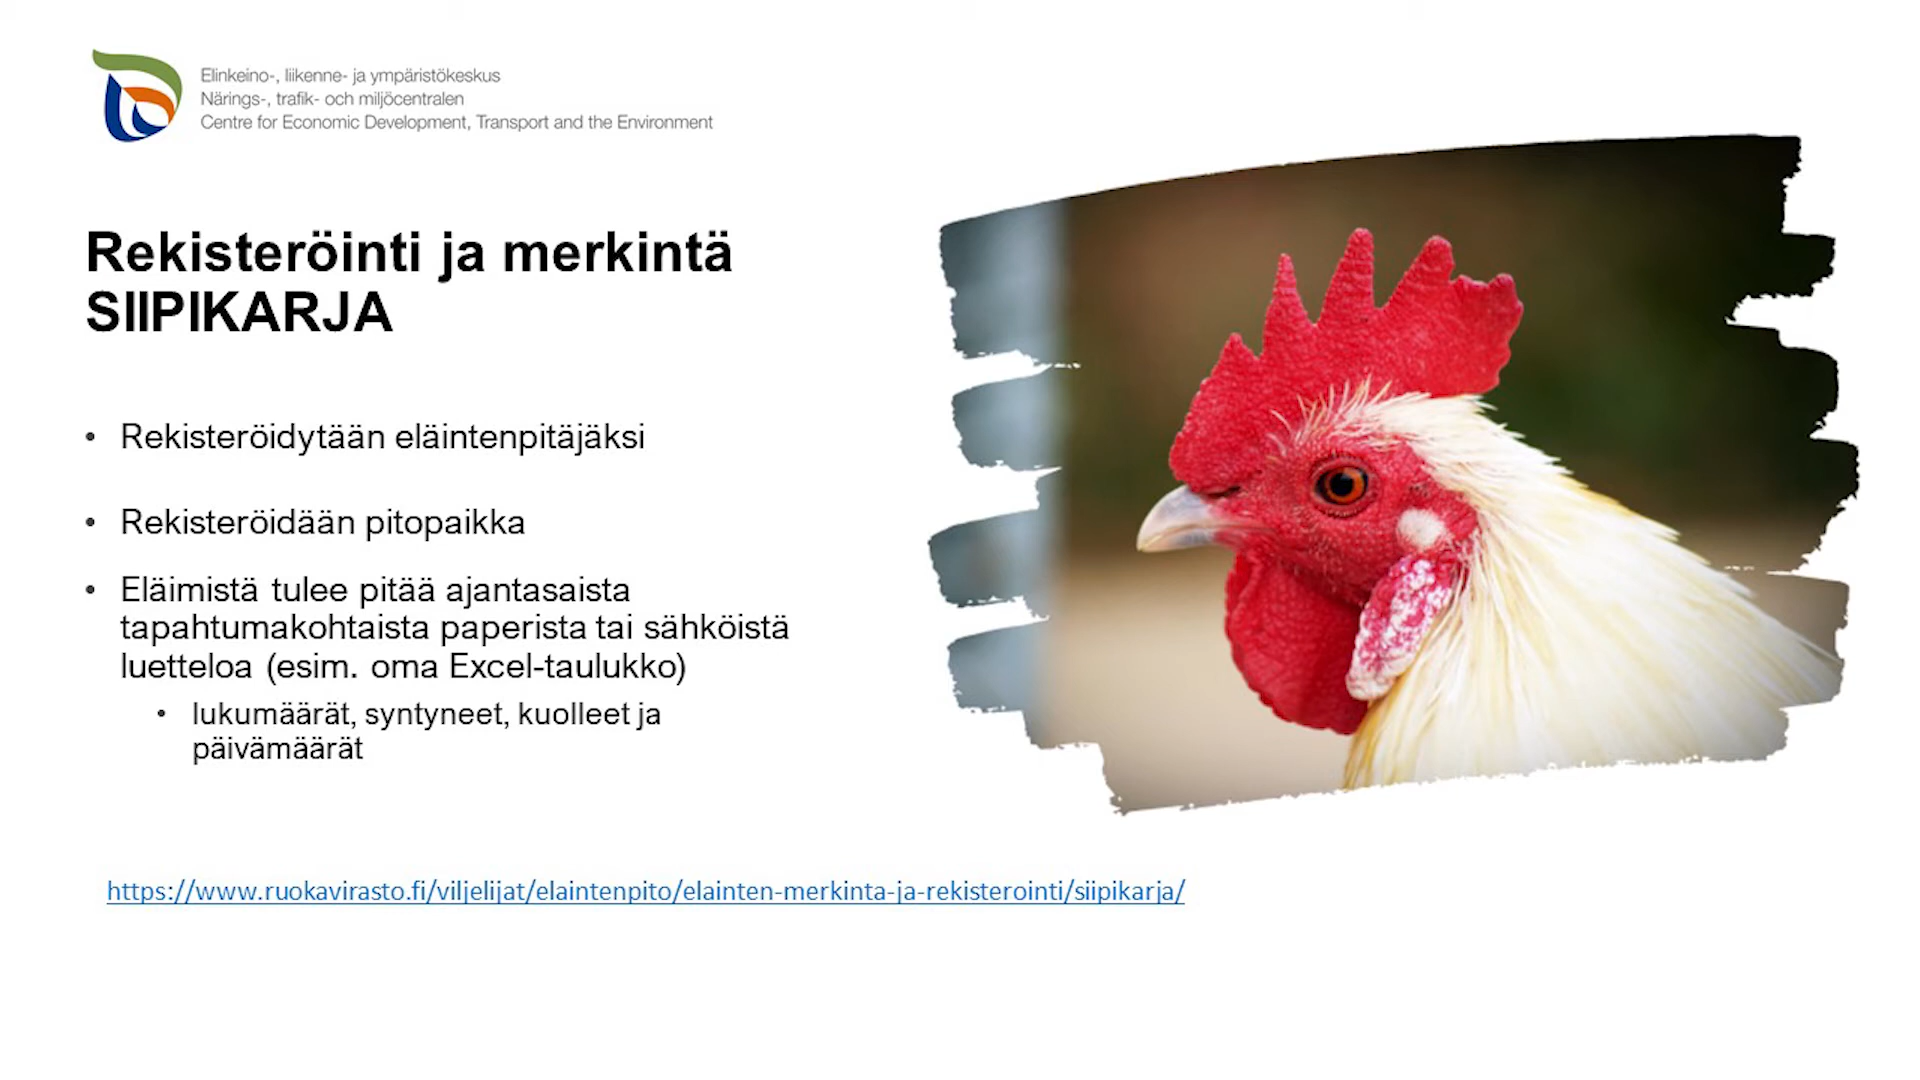 Elinkeino-, liikenne- ja ympäristökeskus
Närings-, trafik- och miljöcentralen
Centre for Economic Development, Transport and the Environment
Rekisteröinti ja merkintä
SIIPIKARJA
• Rekisteröidytään eläintenpitäjäksi
• Rekisteröidään pitopaikka
• Eläimistä tulee pitää ajantasaista
tapahtumakohtaista paperista tai sähköistä
luetteloa (esim. oma Excel-taulukko)
• lukumäärät, syntyneet, kuolleet ja
päivämäärät
https://www.ruokavirasto.fi/viljelijat/elaintenpito/elainten-merkinta-ja-rekisterointi/siipikarja/